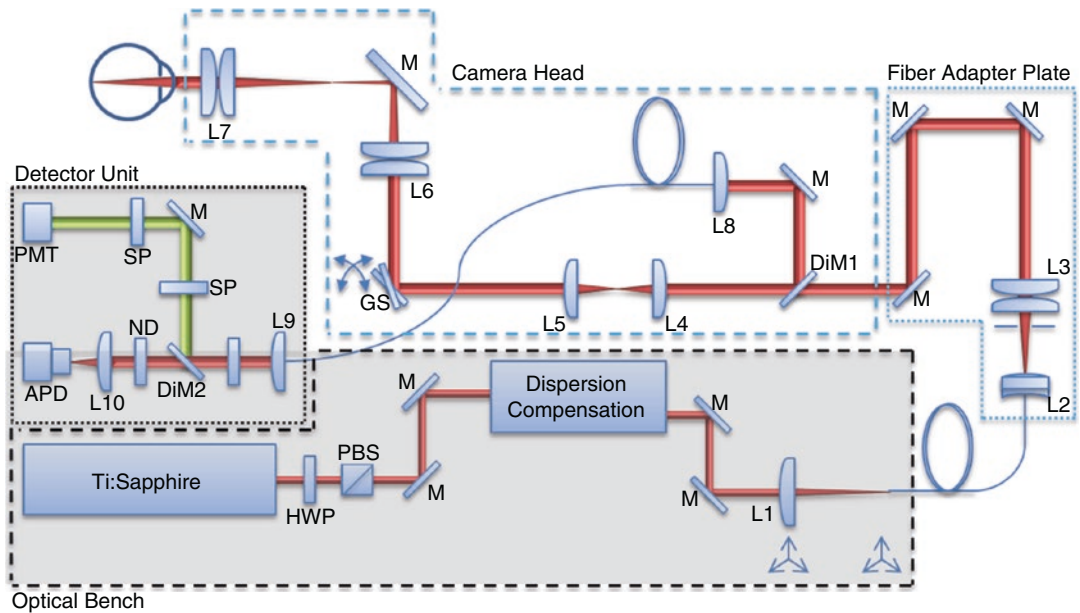 M
Camera Head
Fiber Adapter Plate
M
M
L7
Detector Unit
L6
M
L8
M
PMT
SP
DiM1
L3
SP
GS
M
ND
L9
L5
L4
APD
L10
DiM2
M
Dispersion
Compensation
M
L2
PBS
Ti:Sapphire
M
M
L1
HWP
Optical Bench